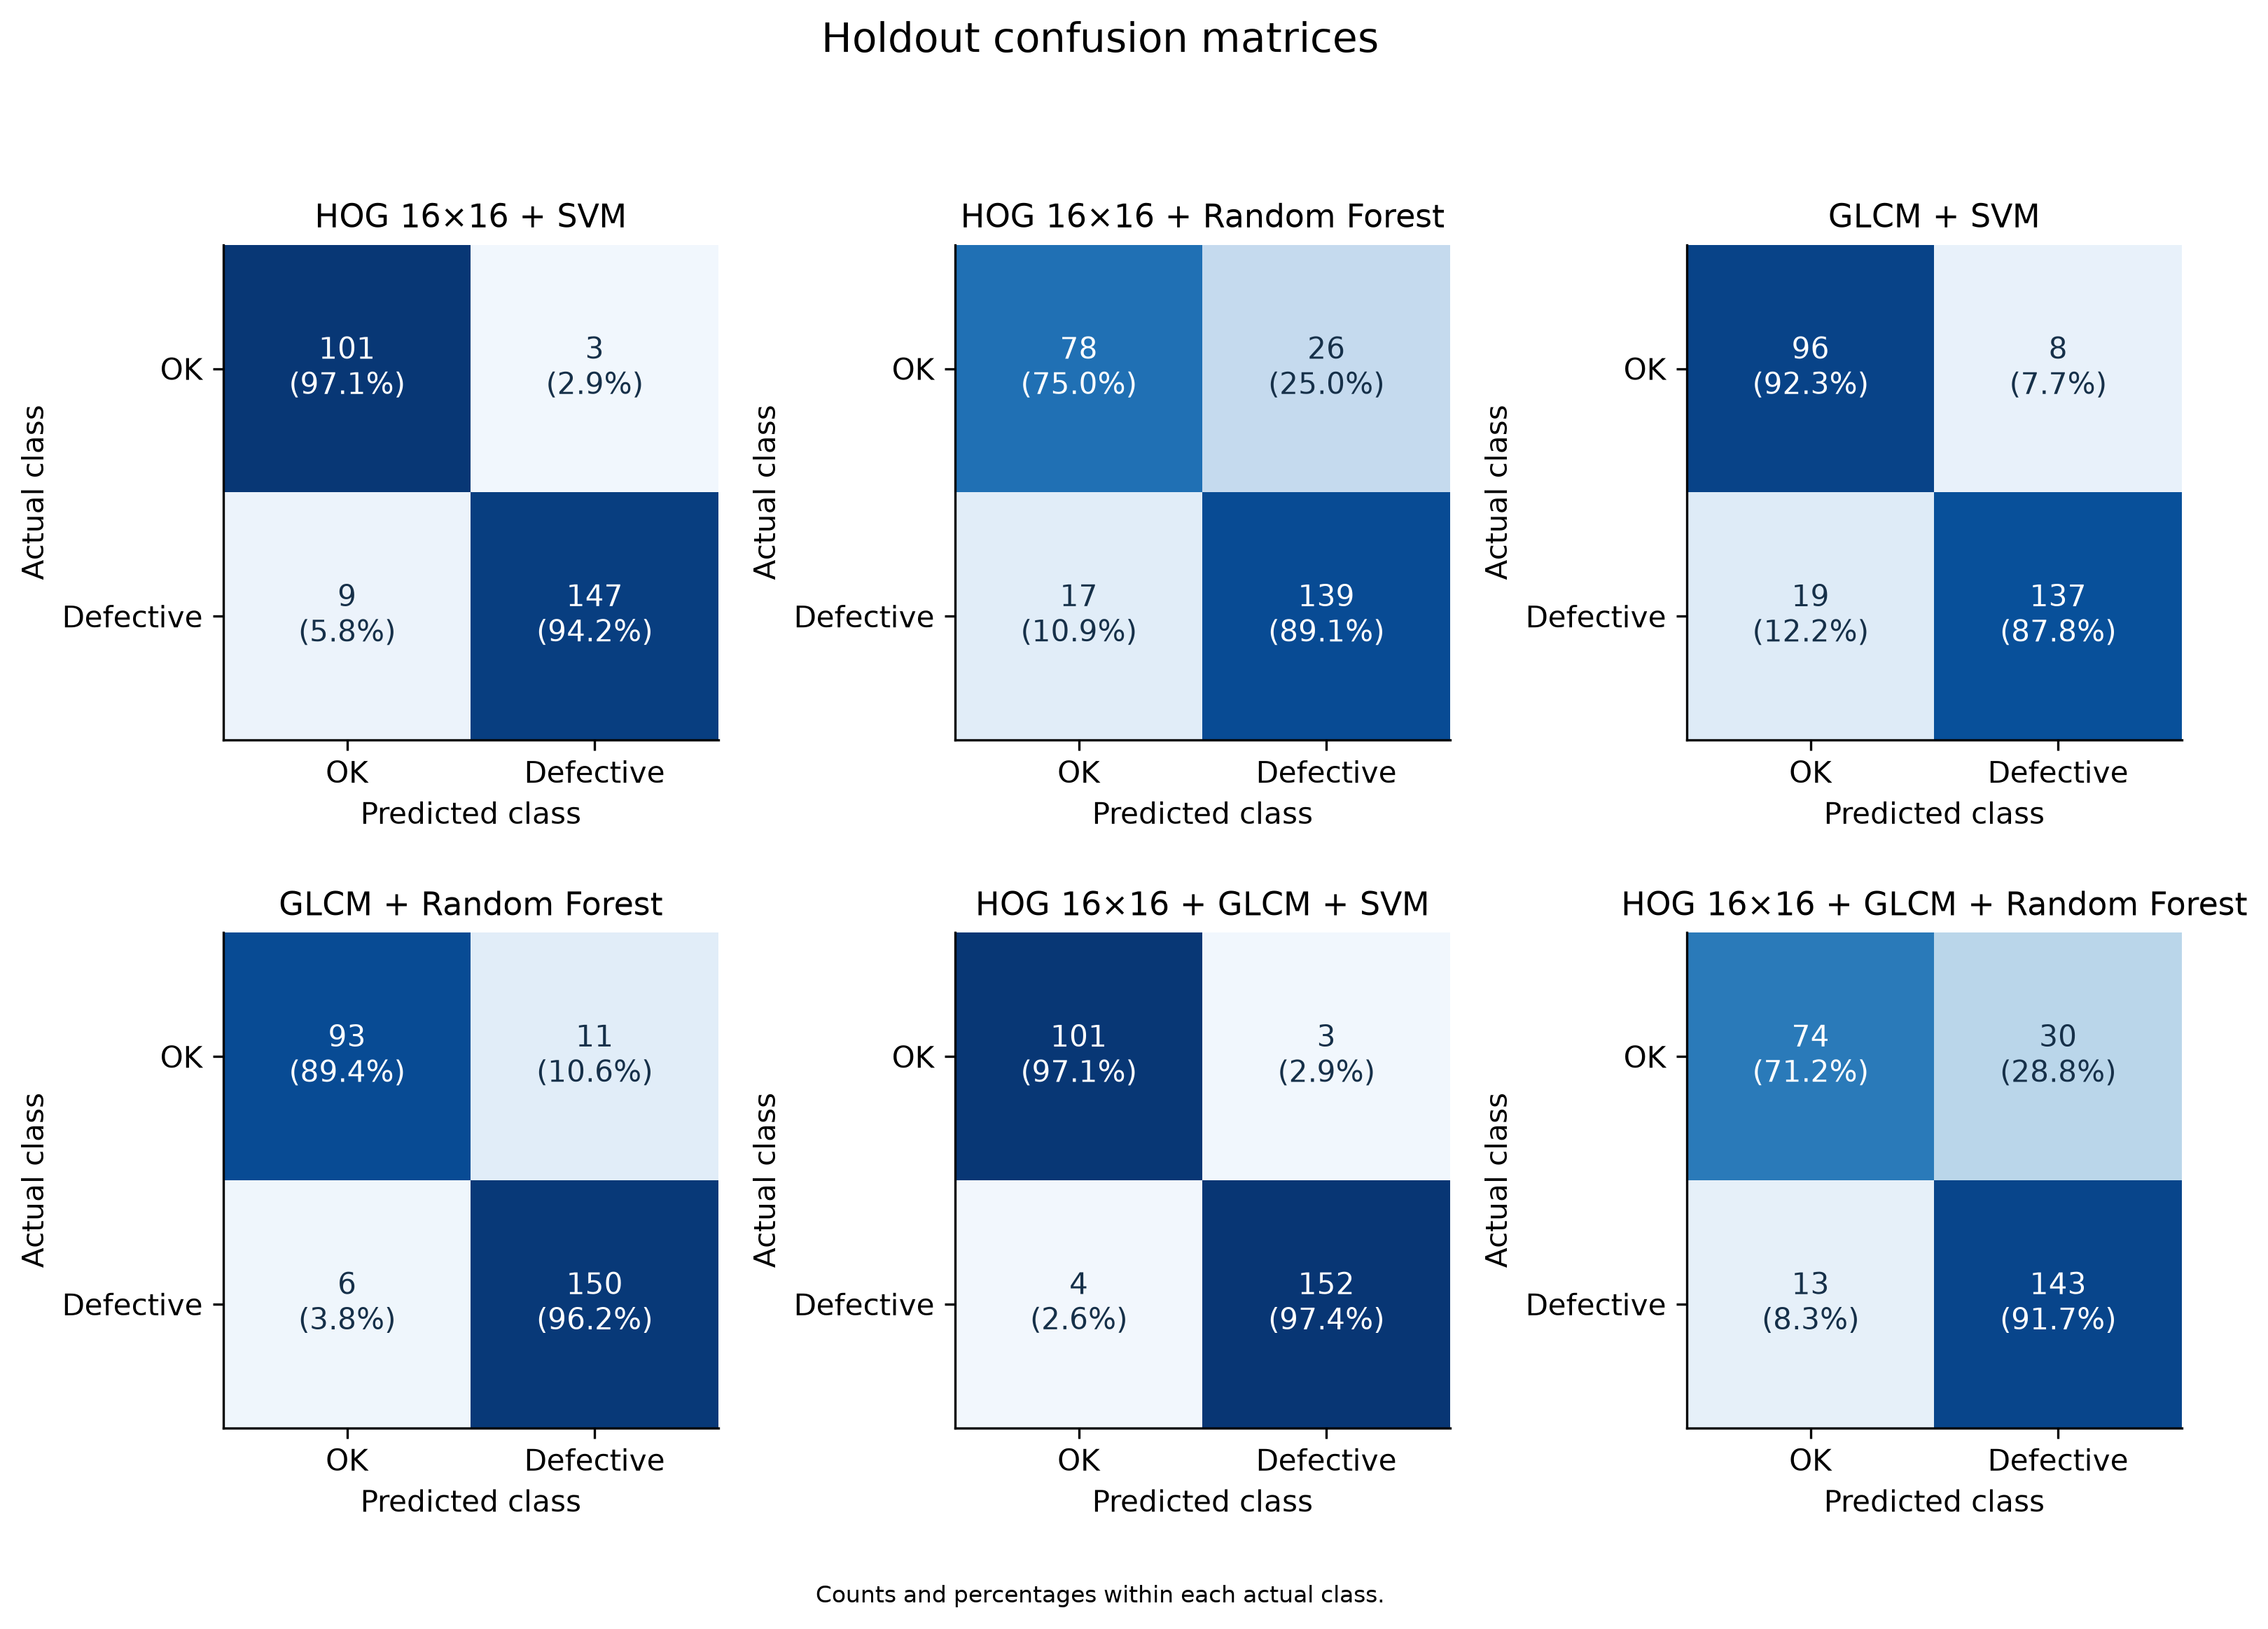 Holdout confusion matrices
HOG 16×16 + SVM
Actual class
OK
101
(97.1%)
3
(2.9%)
Defective
9
(5.8%)
147
(94.2%)
OK
Defective
Predicted class
HOG 16×16 + Random Forest
Actual class
OK
78
(75.0%)
26
(25.0%)
Defective
17
(10.9%)
139
(89.1%)
OK
Defective
Predicted class
GLCM + SVM
Actual class
OK
96
(92.3%)
8
(7.7%)
Defective
19
(12.2%)
137
(87.8%)
OK
Defective
Predicted class
GLCM + Random Forest
Actual class
OK
93
(89.4%)
11
(10.6%)
Defective
6
(3.8%)
150
(96.2%)
OK
Defective
Predicted class
HOG 16×16 + GLCM + SVM
Actual class
OK
101
(97.1%)
3
(2.9%)
Defective
4
(2.6%)
152
(97.4%)
OK
Defective
Predicted class
HOG 16×16 + GLCM + Random Forest
Actual class
OK
74
(71.2%)
30
(28.8%)
Defective
13
(8.3%)
143
(91.7%)
OK
Defective
Predicted class
Counts and percentages within each actual class.